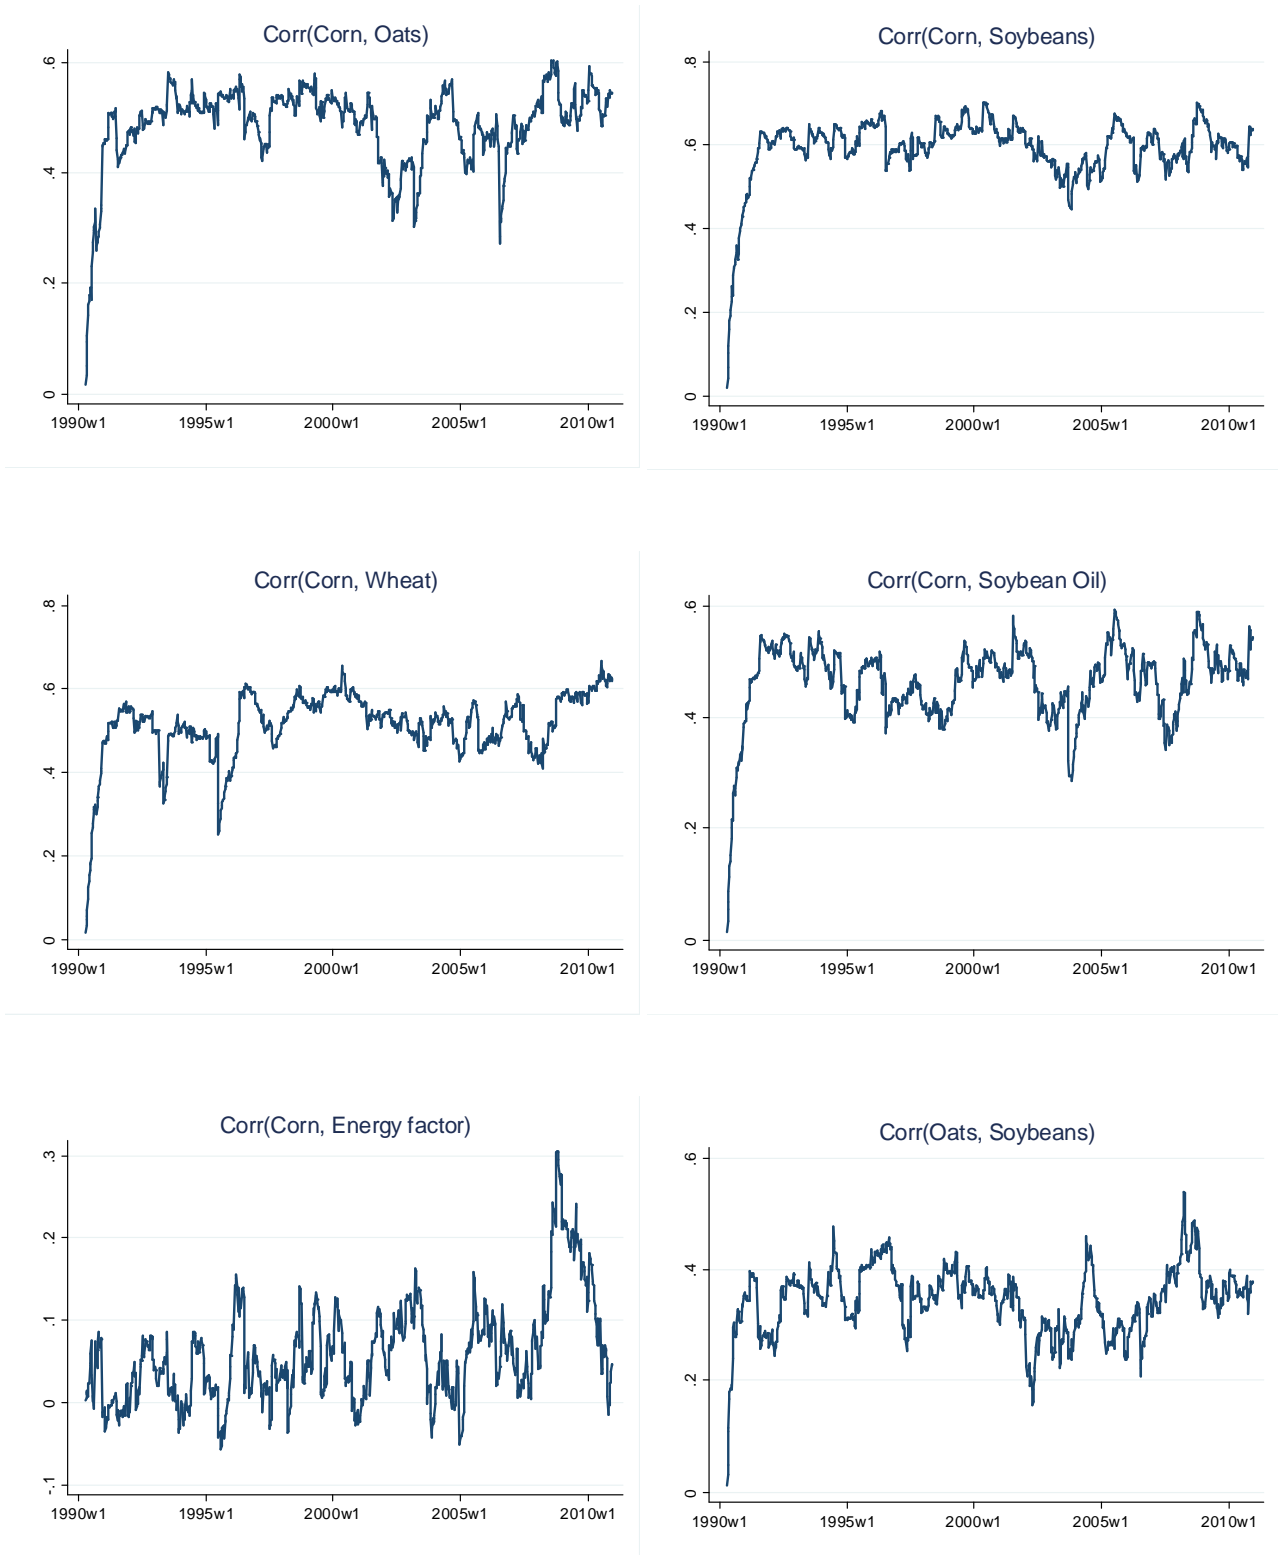 Corr(Corn, Oats)
.6
.4
.2
0
1990w1 1995w1 2000w1 2005w1 2010w1
Corr(Corn, Soybeans)
.8
.6
.4
.2
0
1990w1 1995w1 2000w1 2005w1 2010w1
Corr(Corn, Wheat)
.8
.6
.4
.2
0
1990w1 1995w1 2000w1 2005w1 2010w1
Corr(Corn, Soybean Oil)
.6
.4
.2
0
1990w1 1995w1 2000w1 2005w1 2010w1
Corr(Corn, Energy factor)
.3
.2
.1
0
-.1
1990w1 1995w1 2000w1 2005w1 2010w1
Corr(Oats, Soybeans)
.6
.4
.2
0
1990w1 1995w1 2000w1 2005w1 2010w1